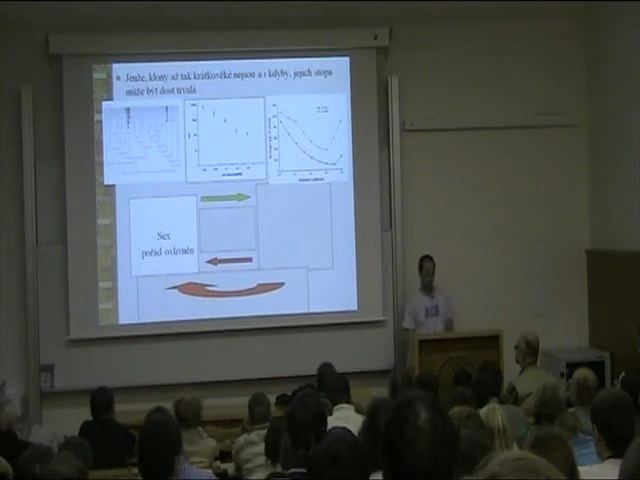 Jenže, klony až tak krátkověké nejsou a i kdyby, jejich stopa
může být dost trvalá
Sex
pořád ovlivněn